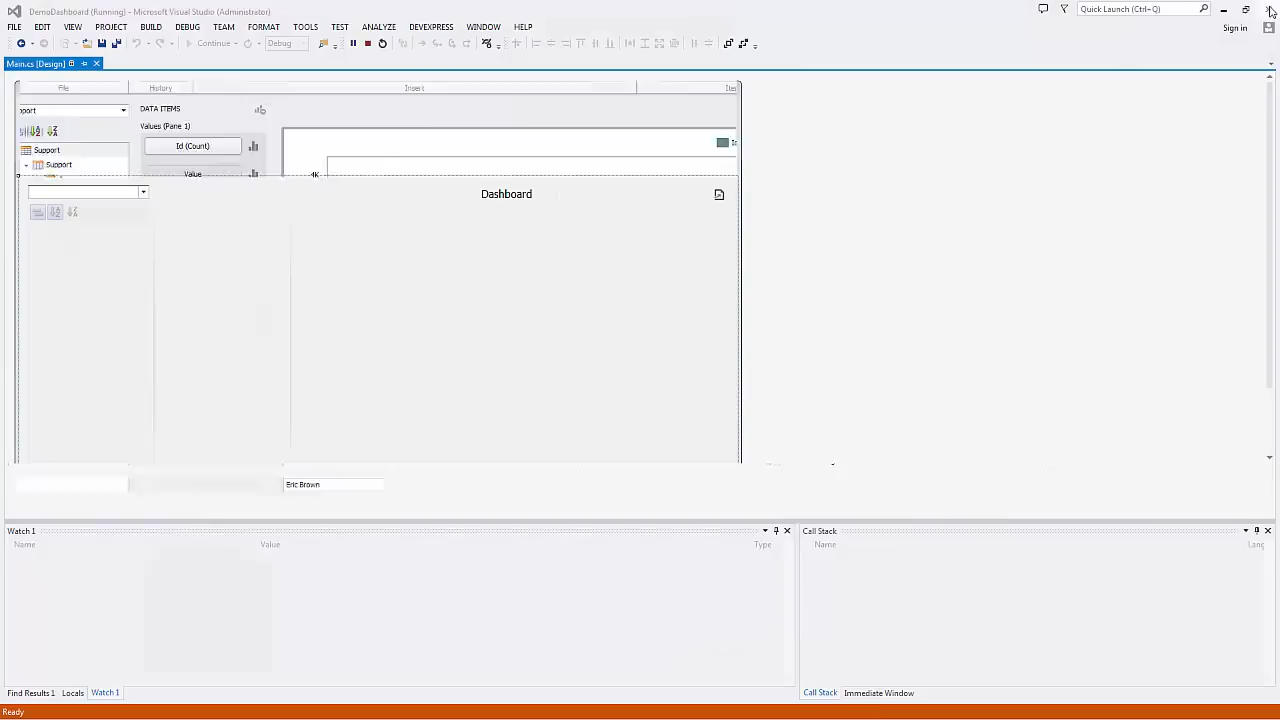 DemoDashboard (Running) - Microsoft Visual Studio (Administrator)
Quick Launch (Ctrl+Q)
FILE EDIT VIEW PROJECT BUILD DEBUG TEAM FORMAT TOOLS TEST ANALYZE DEVEXPRESS WINDOW HELP
Sign in
Continue Debug
Main.cs [Design]
File History Insert
DATA ITEMS
Values (Pane 1)
Id (Count)
Support
Support
Value
4K
Dashboard
Eric Brown
Watch 1
Call Stack
Name Value Type
Name
Find Results 1 Locals Watch 1
Call Stack Immediate Window
Ready